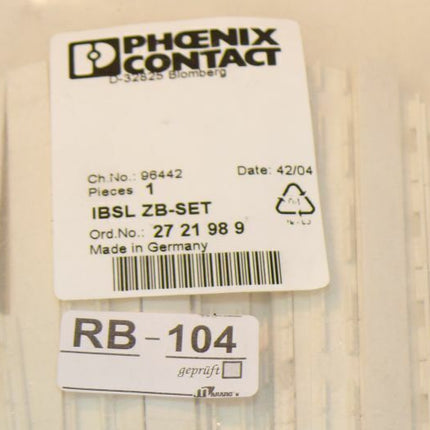 PHŒNIX
CONTACT
D-32825 Blomberg
Ch.No.: 96442 Date: 42/04
Pieces 1
IBSL ZB-SET
Ord.No.: 27 21 98 9
Made in Germany
RB-104
geprüft